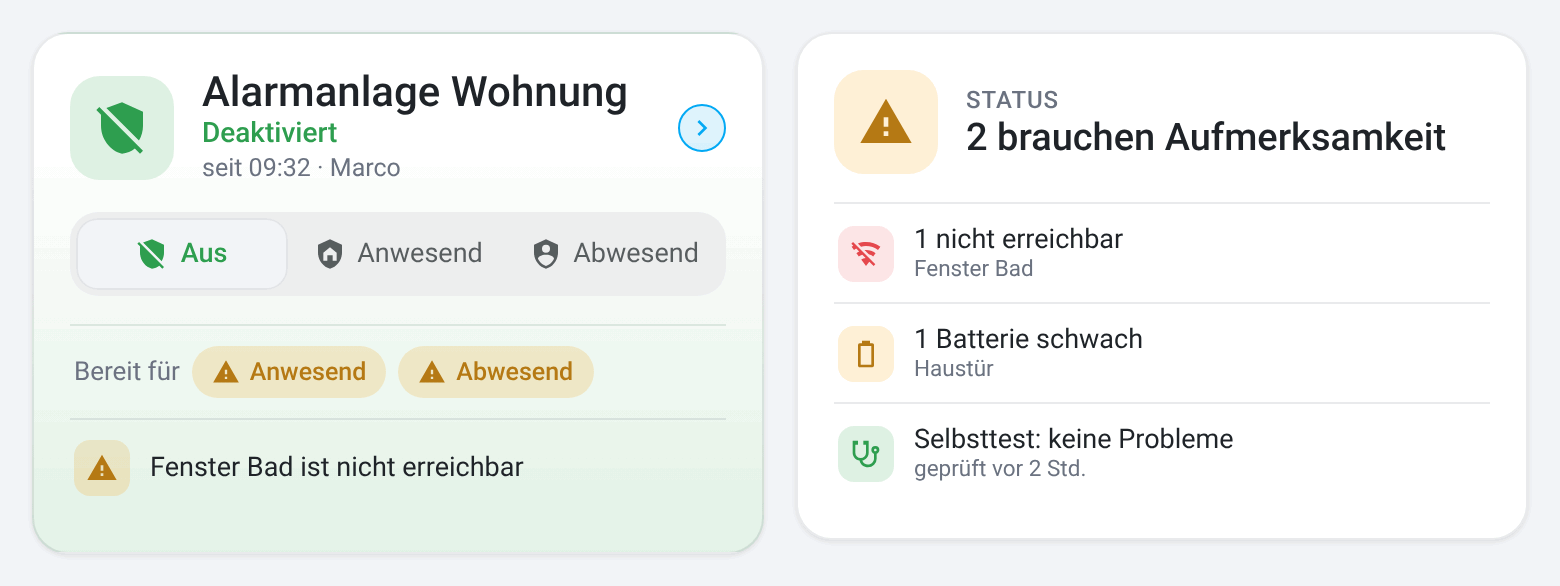 Alarmanlage Wohnung
Deaktiviert
seit 09:32 · Marco
Aus
Anwesend
Abwesend
Bereit für
Anwesend
Abwesend
Fenster Bad ist nicht erreichbar
STATUS
2 brauchen Aufmerksamkeit
1 nicht erreichbar
Fenster Bad
1 Batterie schwach
Haustür
Selbsttest: keine Probleme
geprüft vor 2 Std.